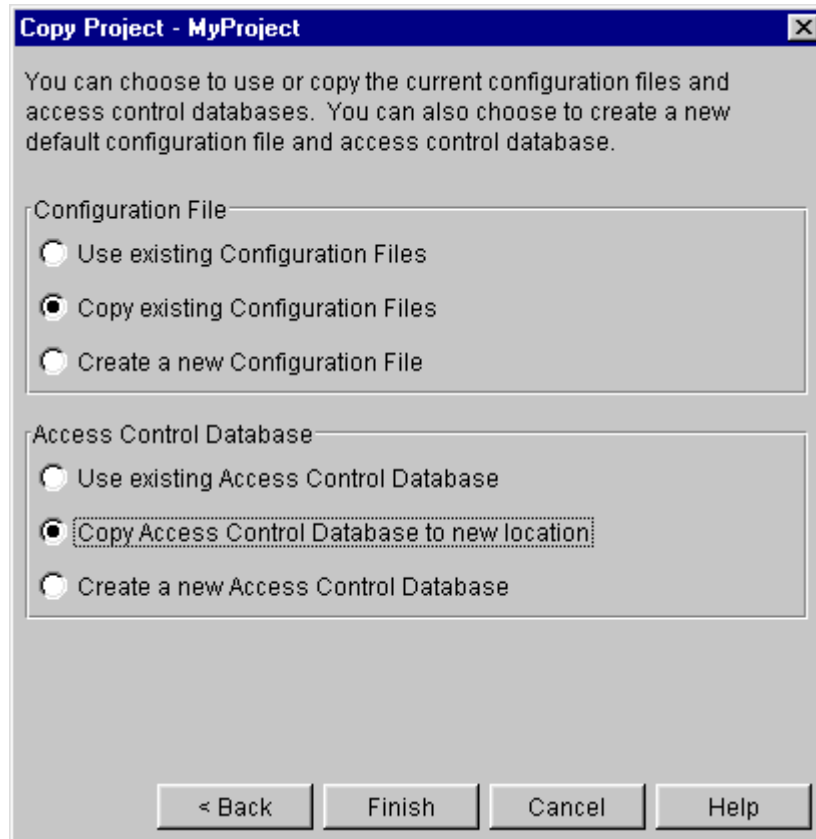 Copy Project - MyProject
You can choose to use or copy the current configuration files and
access control databases.  You can also choose to create a new
default configuration file and access control database.
Configuration File
Use existing Configuration Files
Copy existing Configuration Files
Create a new Configuration File
Access Control Database
Use existing Access Control Database
Copy Access Control Database to new location
Create a new Access Control Database
< Back
Finish
Cancel
Help